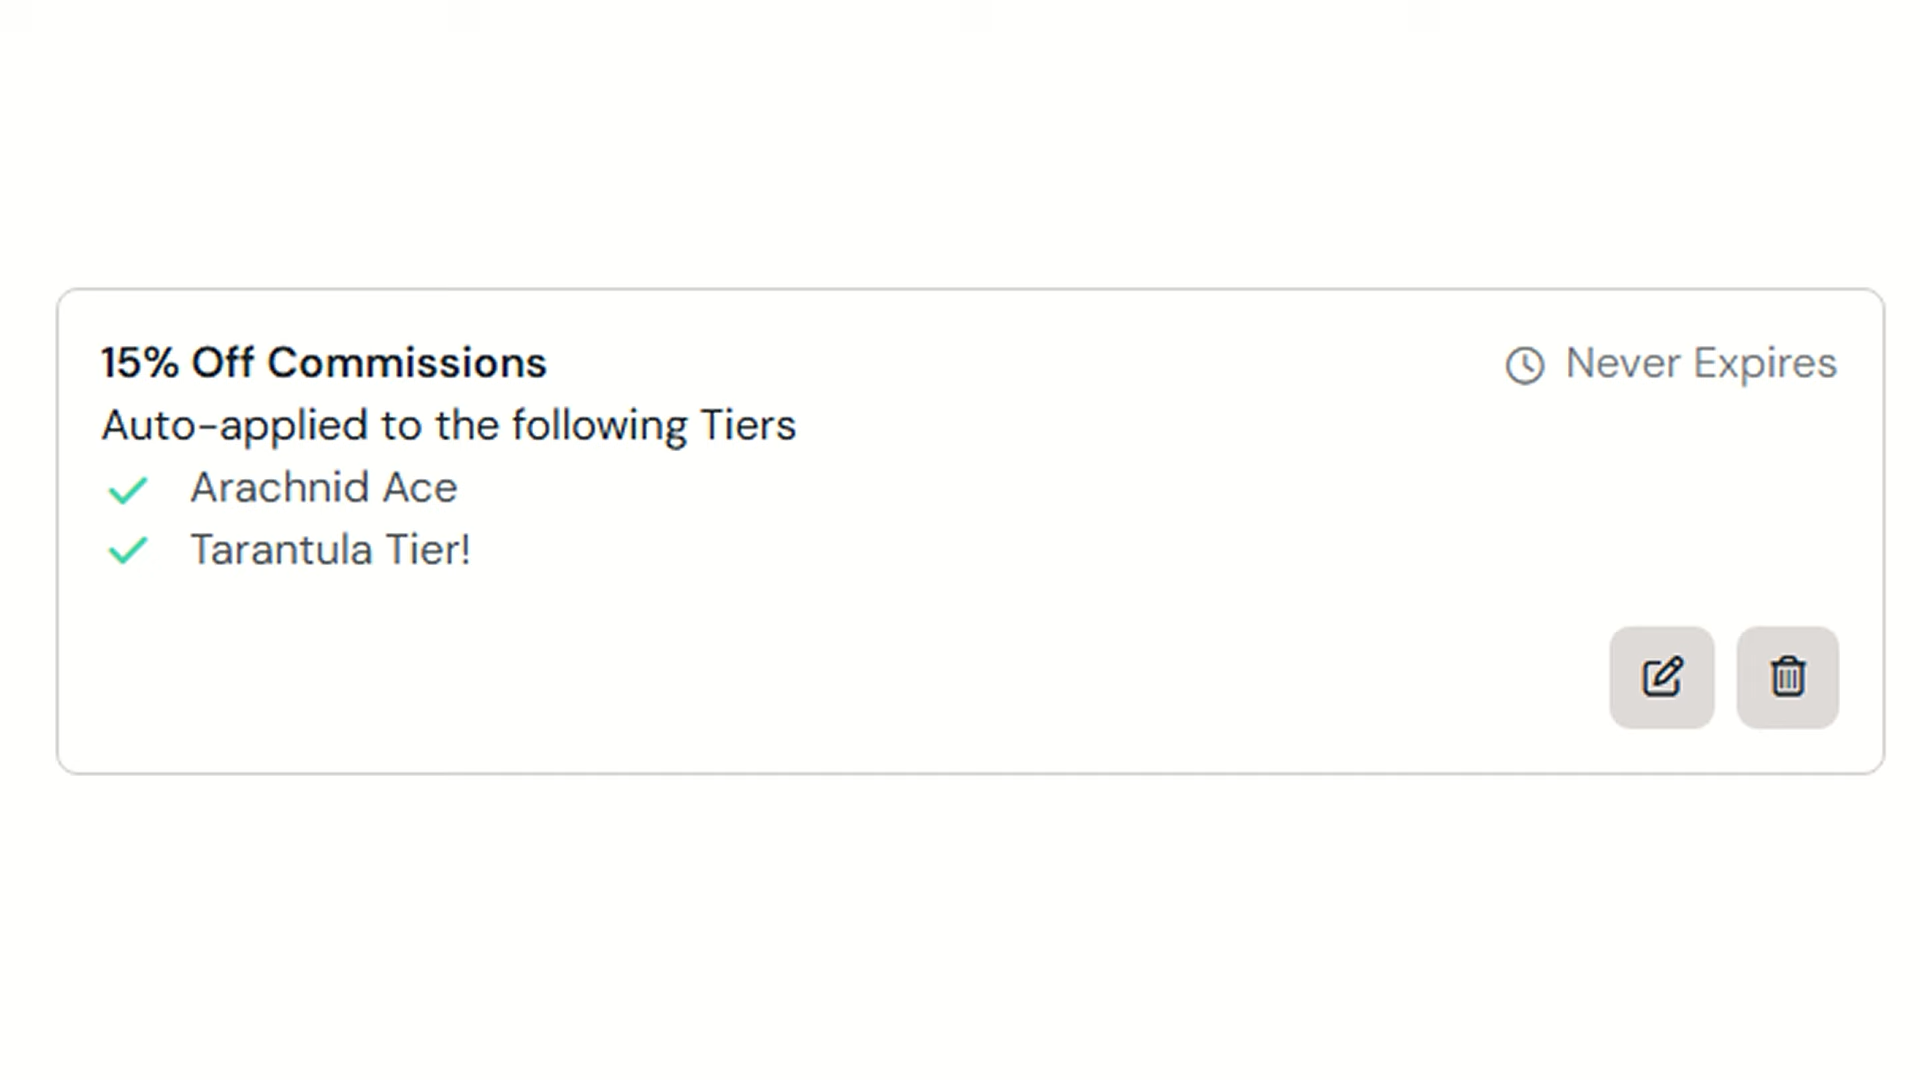 15% Off Commissions
Never Expires
Auto-applied to the following Tiers
Arachnid Ace
Tarantula Tier!